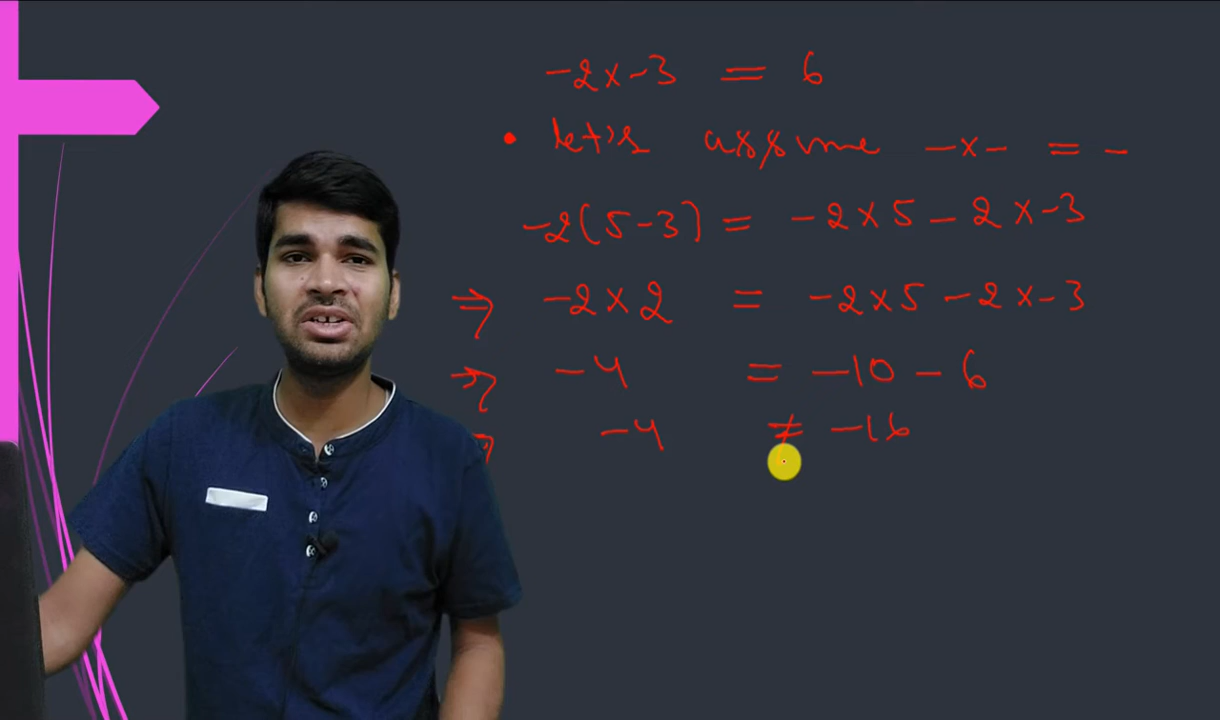 -2x-3 = 6
• let's assume -x- = -
-2(5-3) = -2x5-2x-3
⇒ -2x2 = -2x5-2x-3
⇒ -4 = -10-6
⇒ -4 ≠ -16